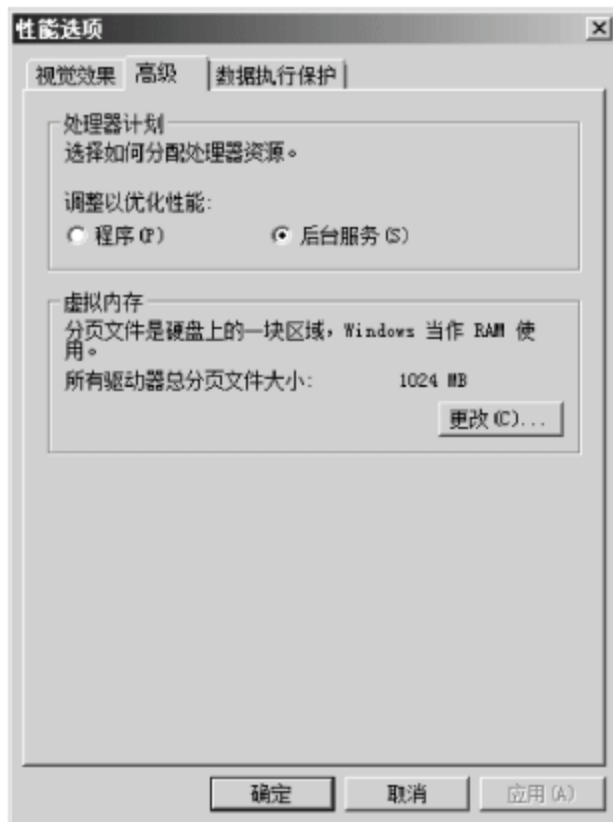 性能选项
视觉效果 高级 数据执行保护
处理器计划
选择如何分配处理器资源。
调整以优化性能:
程序(P) 后台服务(S)
虚拟内存
分页文件是硬盘上的一块区域，Windows 当作 RAM 使
用。
所有驱动器总分页文件大小: 1024 MB
更改(C)...
确定 取消 应用(A)